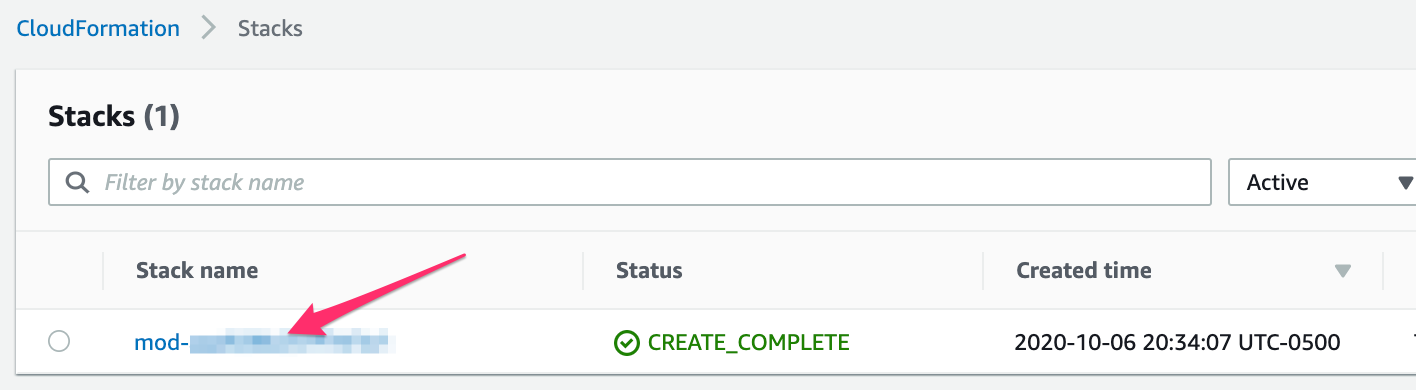 CloudFormation > Stacks
Stacks (1)
Filter by stack name
Active
Stack name Status Created time
mod- CREATE_COMPLETE 2020-10-06 20:34:07 UTC-0500